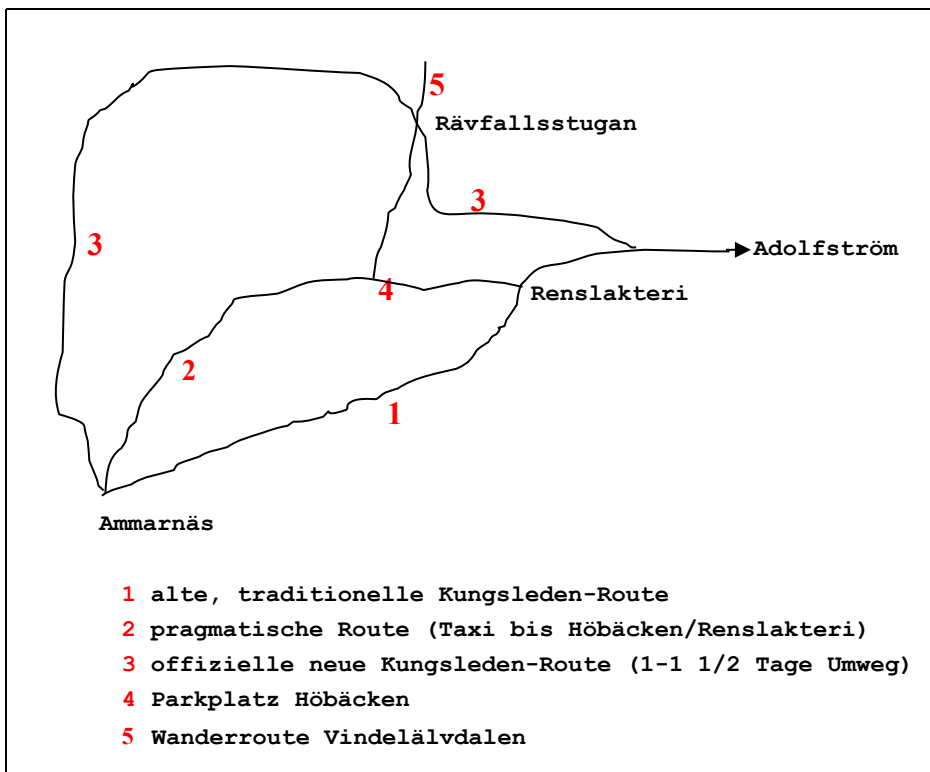 5
Rävfallsstugan
3
3
Adolfström
4
Renslakteri
2
1
Ammarnäs
1 alte, traditionelle Kungsleden-Route
2 pragmatische Route (Taxi bis Höbäcken/Renslakteri)
3 offizielle neue Kungsleden-Route (1-1 1/2 Tage Umweg)
4 Parkplatz Höbäcken
5 Wanderroute Vindelälvdalen